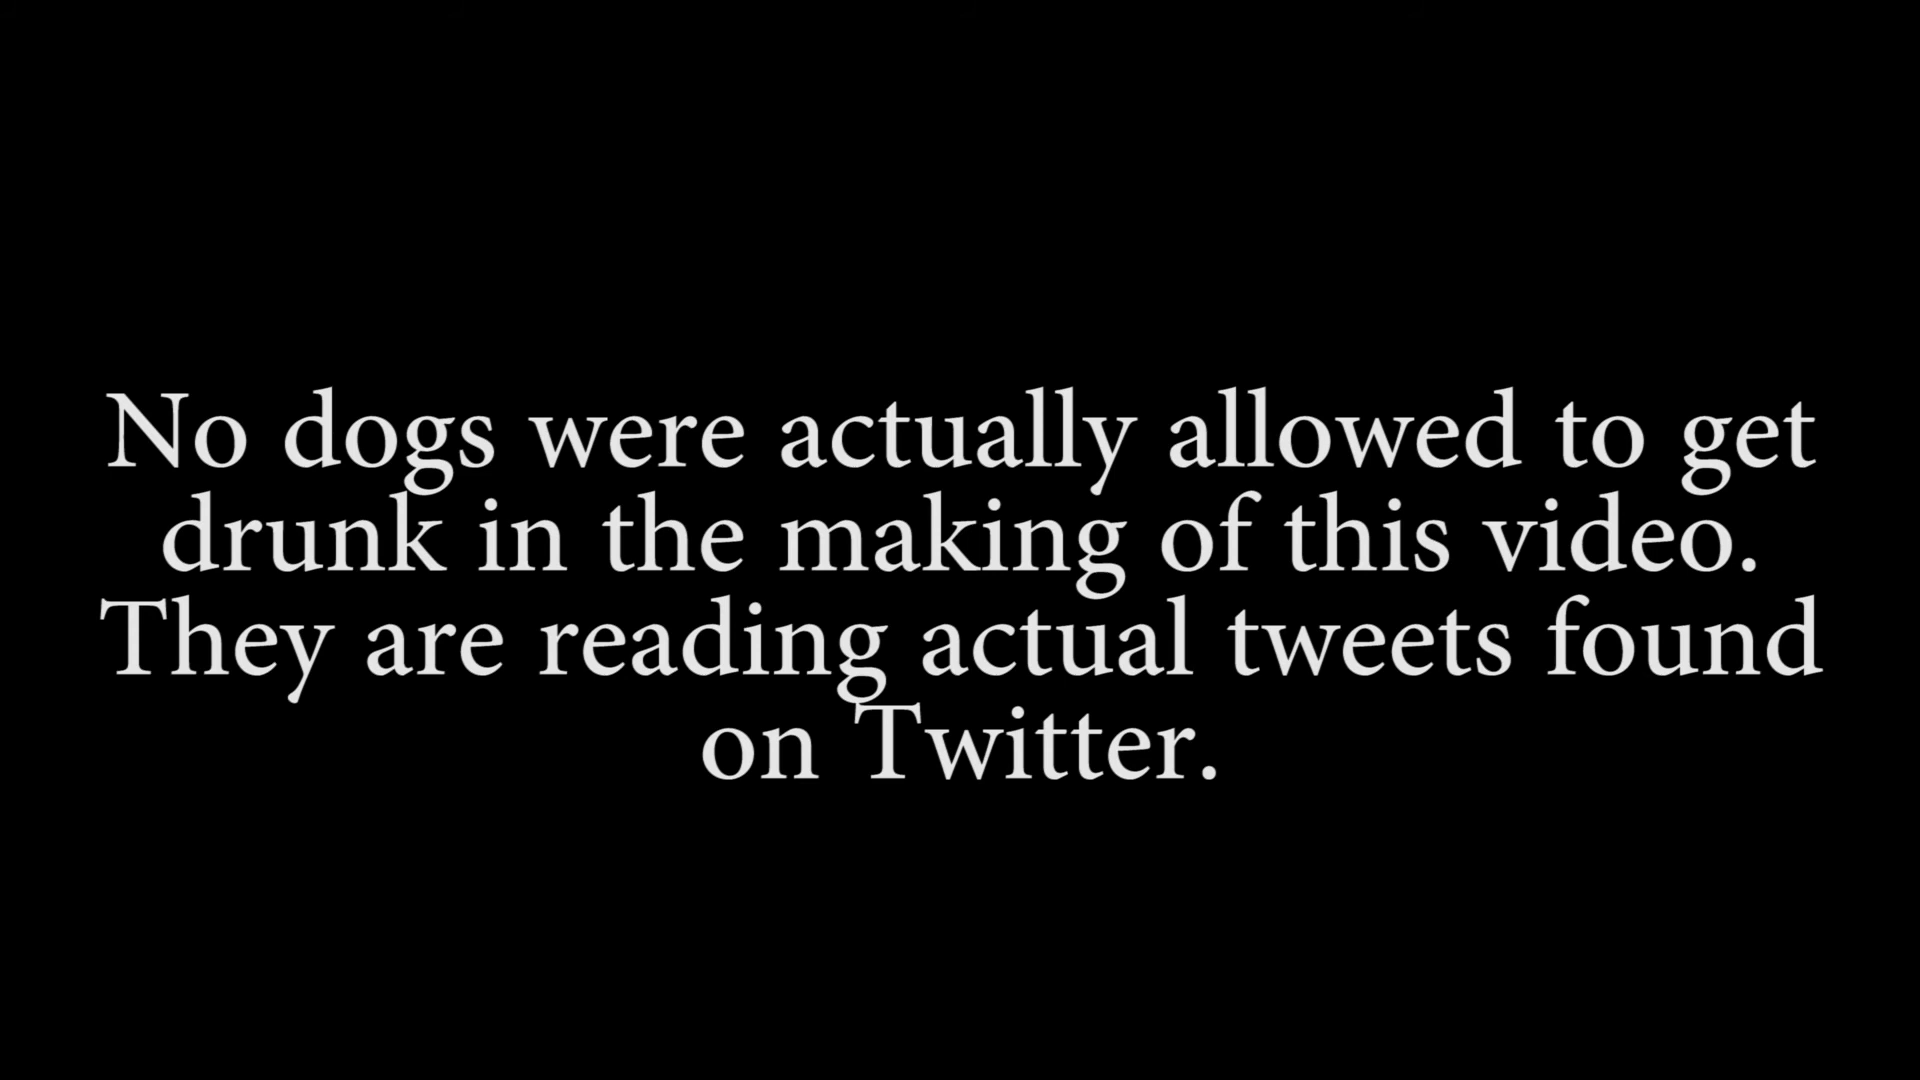 No dogs were actually allowed to get
drunk in the making of this video.
They are reading actual tweets found
on Twitter.